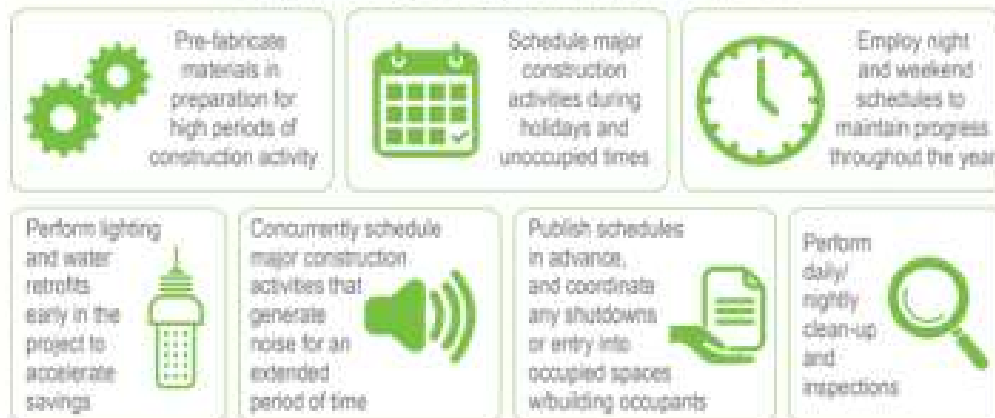 Pre-fabricate
materials in
preparation for
high periods of
construction activity
Schedule major
construction
activities during
holidays and
unoccupied times
Employ night
and weekend
schedules to
maintain progress
throughout the year
Perform lighting
and water
retrofits
early in the
project to
accelerate
savings
Concurrently schedule
major construction
activities that
generate
noise for an
extended
period of time
Publish schedules
in advance,
and coordinate
any shutdowns
or entry into
occupied spaces
w/building occupants
Perform
daily/
nightly
clean-up
and
inspections